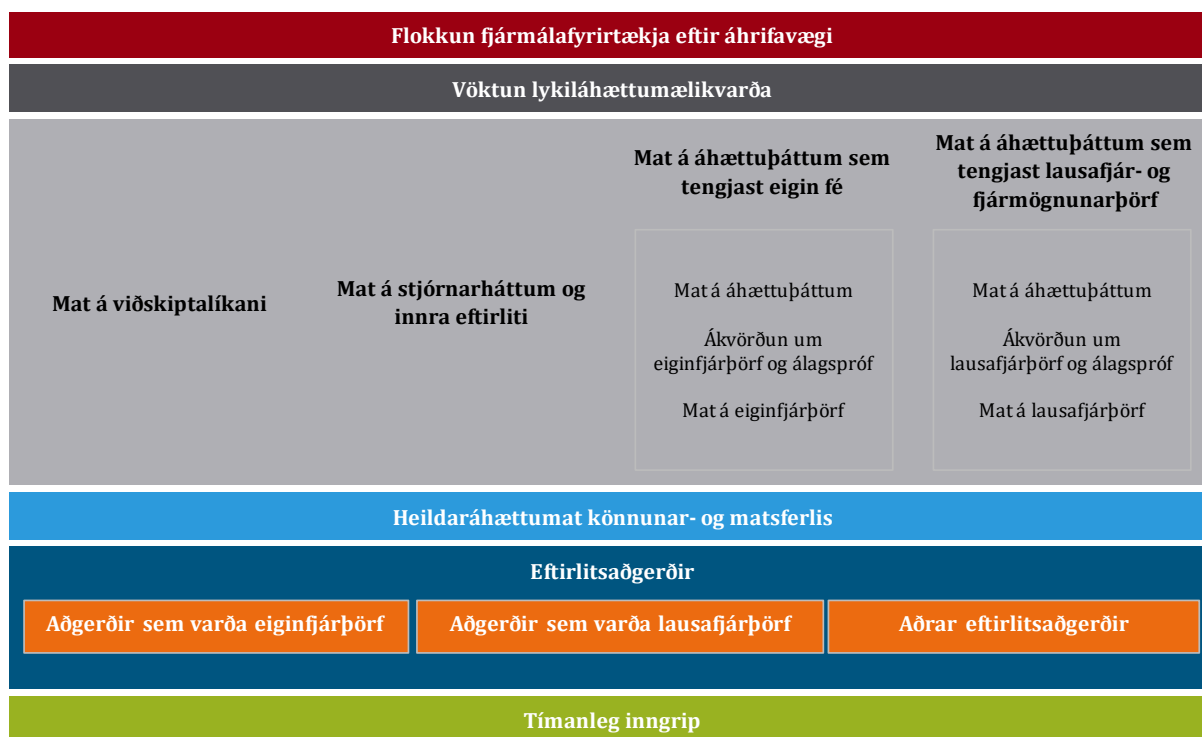 Flokkun fjármálafyrirtækja eftir áhrifavægi
Vöktun lykiláhættumælikvarða
Mat á viðskiptalíkani
Mat á stjórnarháttum og
innra eftirliti
Mat á áhættuþáttum sem
tengjast eigin fé
Mat á áhættuþáttum
Ákvörðun um
eiginfjárþörf og álagspróf
Mat á eiginfjárþörf
Mat á áhættuþáttum sem
tengjast lausafjár- og
fjármögnunarþörf
Mat á áhættuþáttum
Ákvörðun um
lausafjárþörf og álagspróf
Mat á lausafjárþörf
Heildaráhættumat könnunar- og matsferlis
Eftirlitsaðgerðir
Aðgerðir sem varða eiginfjárþörf
Aðgerðir sem varða lausafjárþörf
Aðrar eftirlitsaðgerðir
Tímanleg inngrip